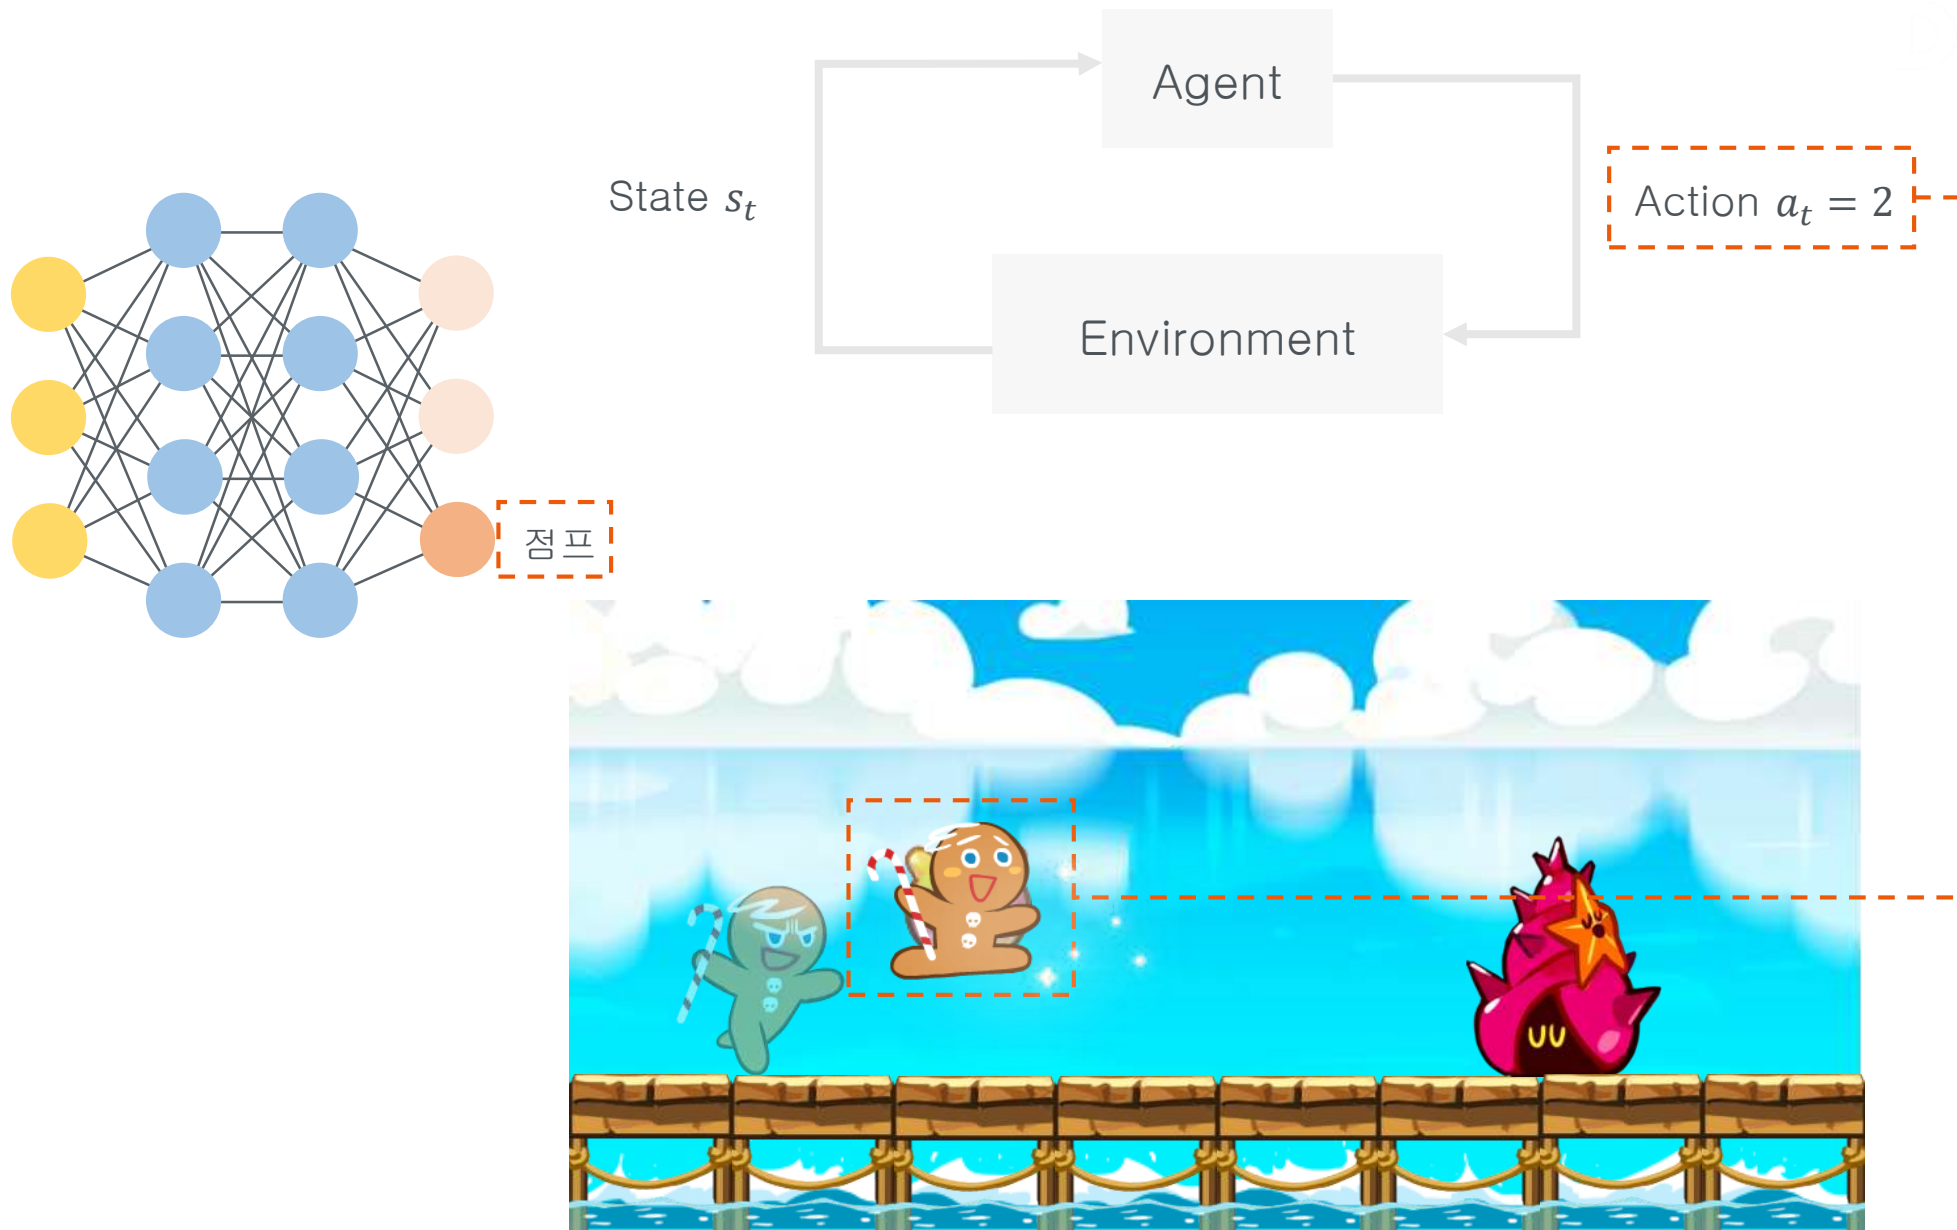 Agent
State s_t
Action a_t = 2
Environment
점프